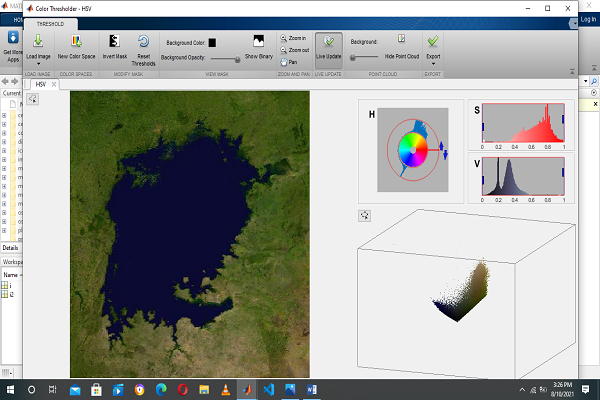 MAT
Color Thresholder - HSV
HO
THRESHOLD
Log In
Get More Apps
Load Image
New Color Space
Invert Mask
Reset Thresholds
Background Color:
Background Opacity:
Show Binary
Zoom in
Zoom out
Pan
Live Update
Background:
Hide Point Cloud
Export
LOAD IMAGE
COLOR SPACES
MODIFY MASK
VIEW MASK
ZOOM AND PAN
LIVE UPDATE
POINT CLOUD
EXPORT
HSV
Current
H
S
0 0.2 0.4 0.6 0.8 1
V
0 0.2 0.4 0.6 0.8 1
Details
Workspa
Name
i
i2
3:26 PM
8/10/2021